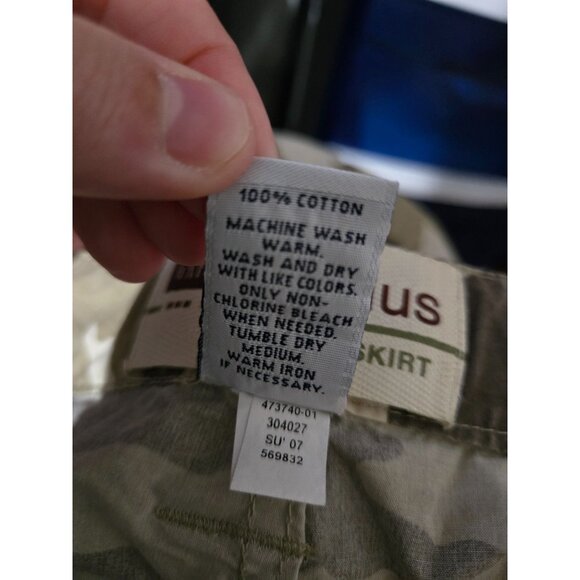 100% COTTON
MACHINE WASH
WARM.
WASH AND DRY
WITH LIKE COLORS.
ONLY NON-
CHLORINE BLEACH
WHEN NEEDED.
TUMBLE DRY
MEDIUM.
WARM IRON
IF NECESSARY.
us
SKIRT
473740-01
304027
SU' 07
569832